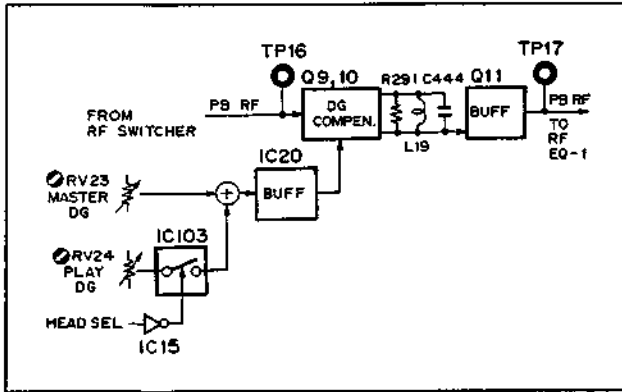 TP16
TP17
Q9,10
R291 C444
Q11
PB RF
DG
COMPEN.
BUFF
PB RF
FROM
RF SWITCHER
L19
TO
RF
EQ-1
IC20
RV23
MASTER
DG
BUFF
IC103
RV24
PLAY
DG
HEAD SEL
IC15